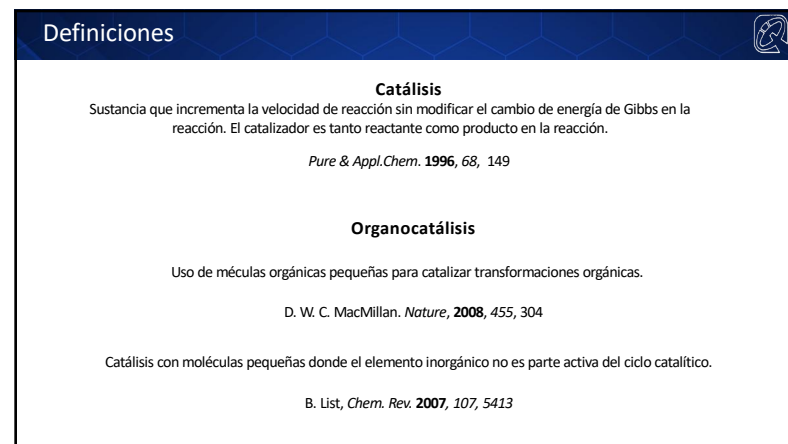 Definiciones
Catálisis
Sustancia que incrementa la velocidad de reacción sin modificar el cambio de energía de Gibbs en la
reacción. El catalizador es tanto reactante como producto en la reacción.
Pure & Appl.Chem. 1996, 68, 149
Organocatálisis
Uso de méculas orgánicas pequeñas para catalizar transformaciones orgánicas.
D. W. C. MacMillan. Nature, 2008, 455, 304
Catálisis con moléculas pequeñas donde el elemento inorgánico no es parte activa del ciclo catalítico.
B. List, Chem. Rev. 2007, 107, 5413